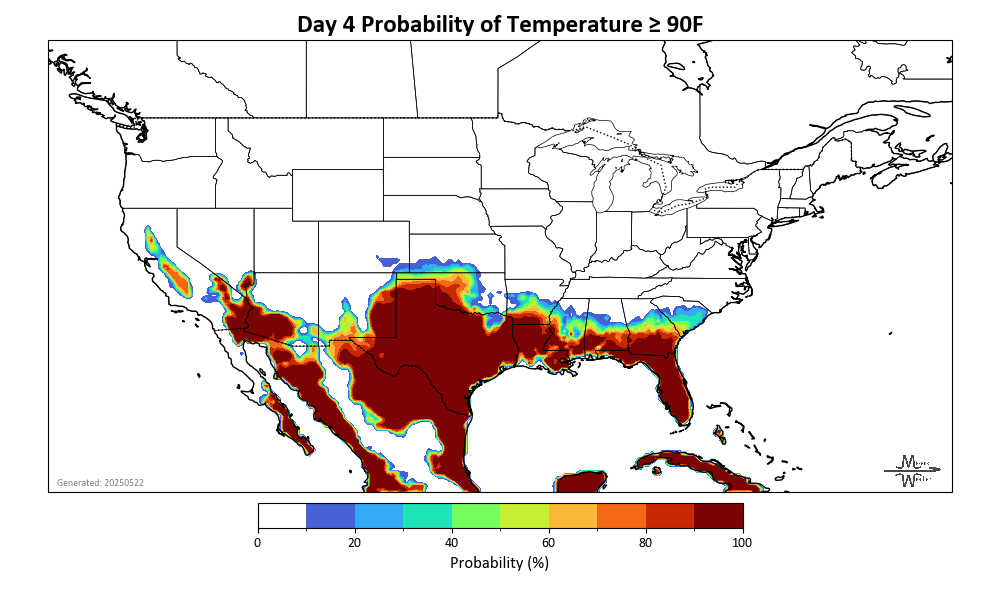 Day 4 Probability of Temperature ≥ 90F
Generated: 20250522
0 20 40 60 80 100
Probability (%)